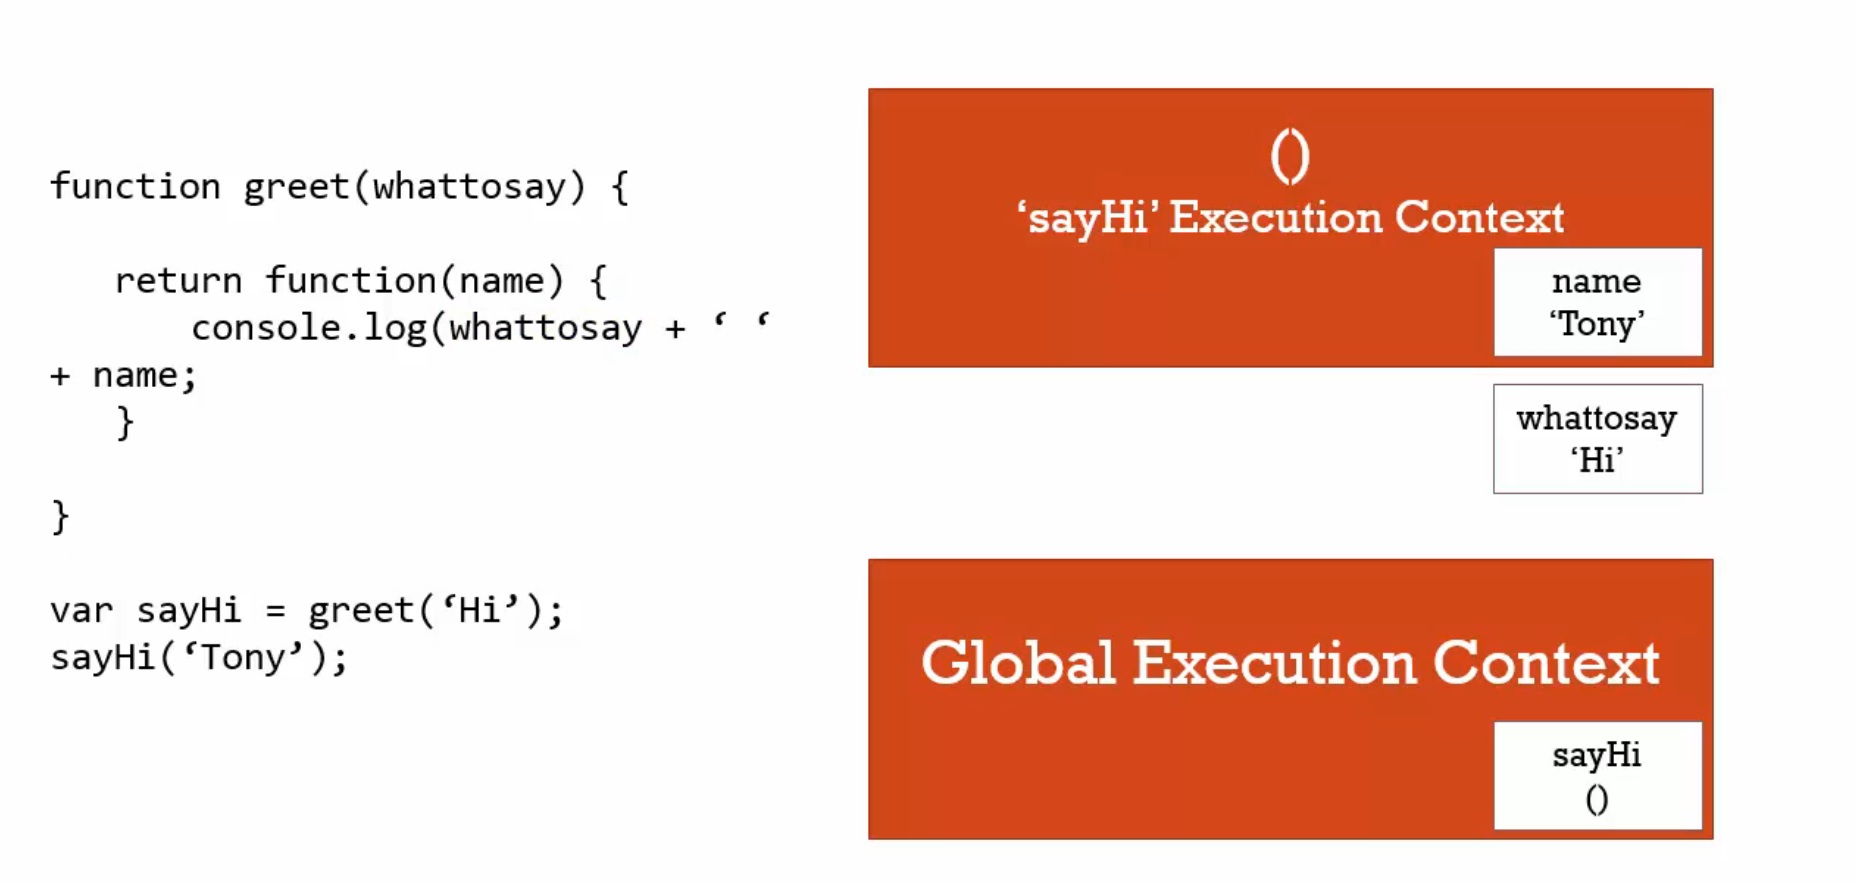 function greet(whattosay) {
return function(name) {
console.log(whattosay + ‘ ‘
+ name;
}
}
var sayHi = greet(‘Hi’);
sayHi(‘Tony’);
()
‘sayHi’ Execution Context
name
‘Tony’
whattosay
‘Hi’
Global Execution Context
sayHi
()